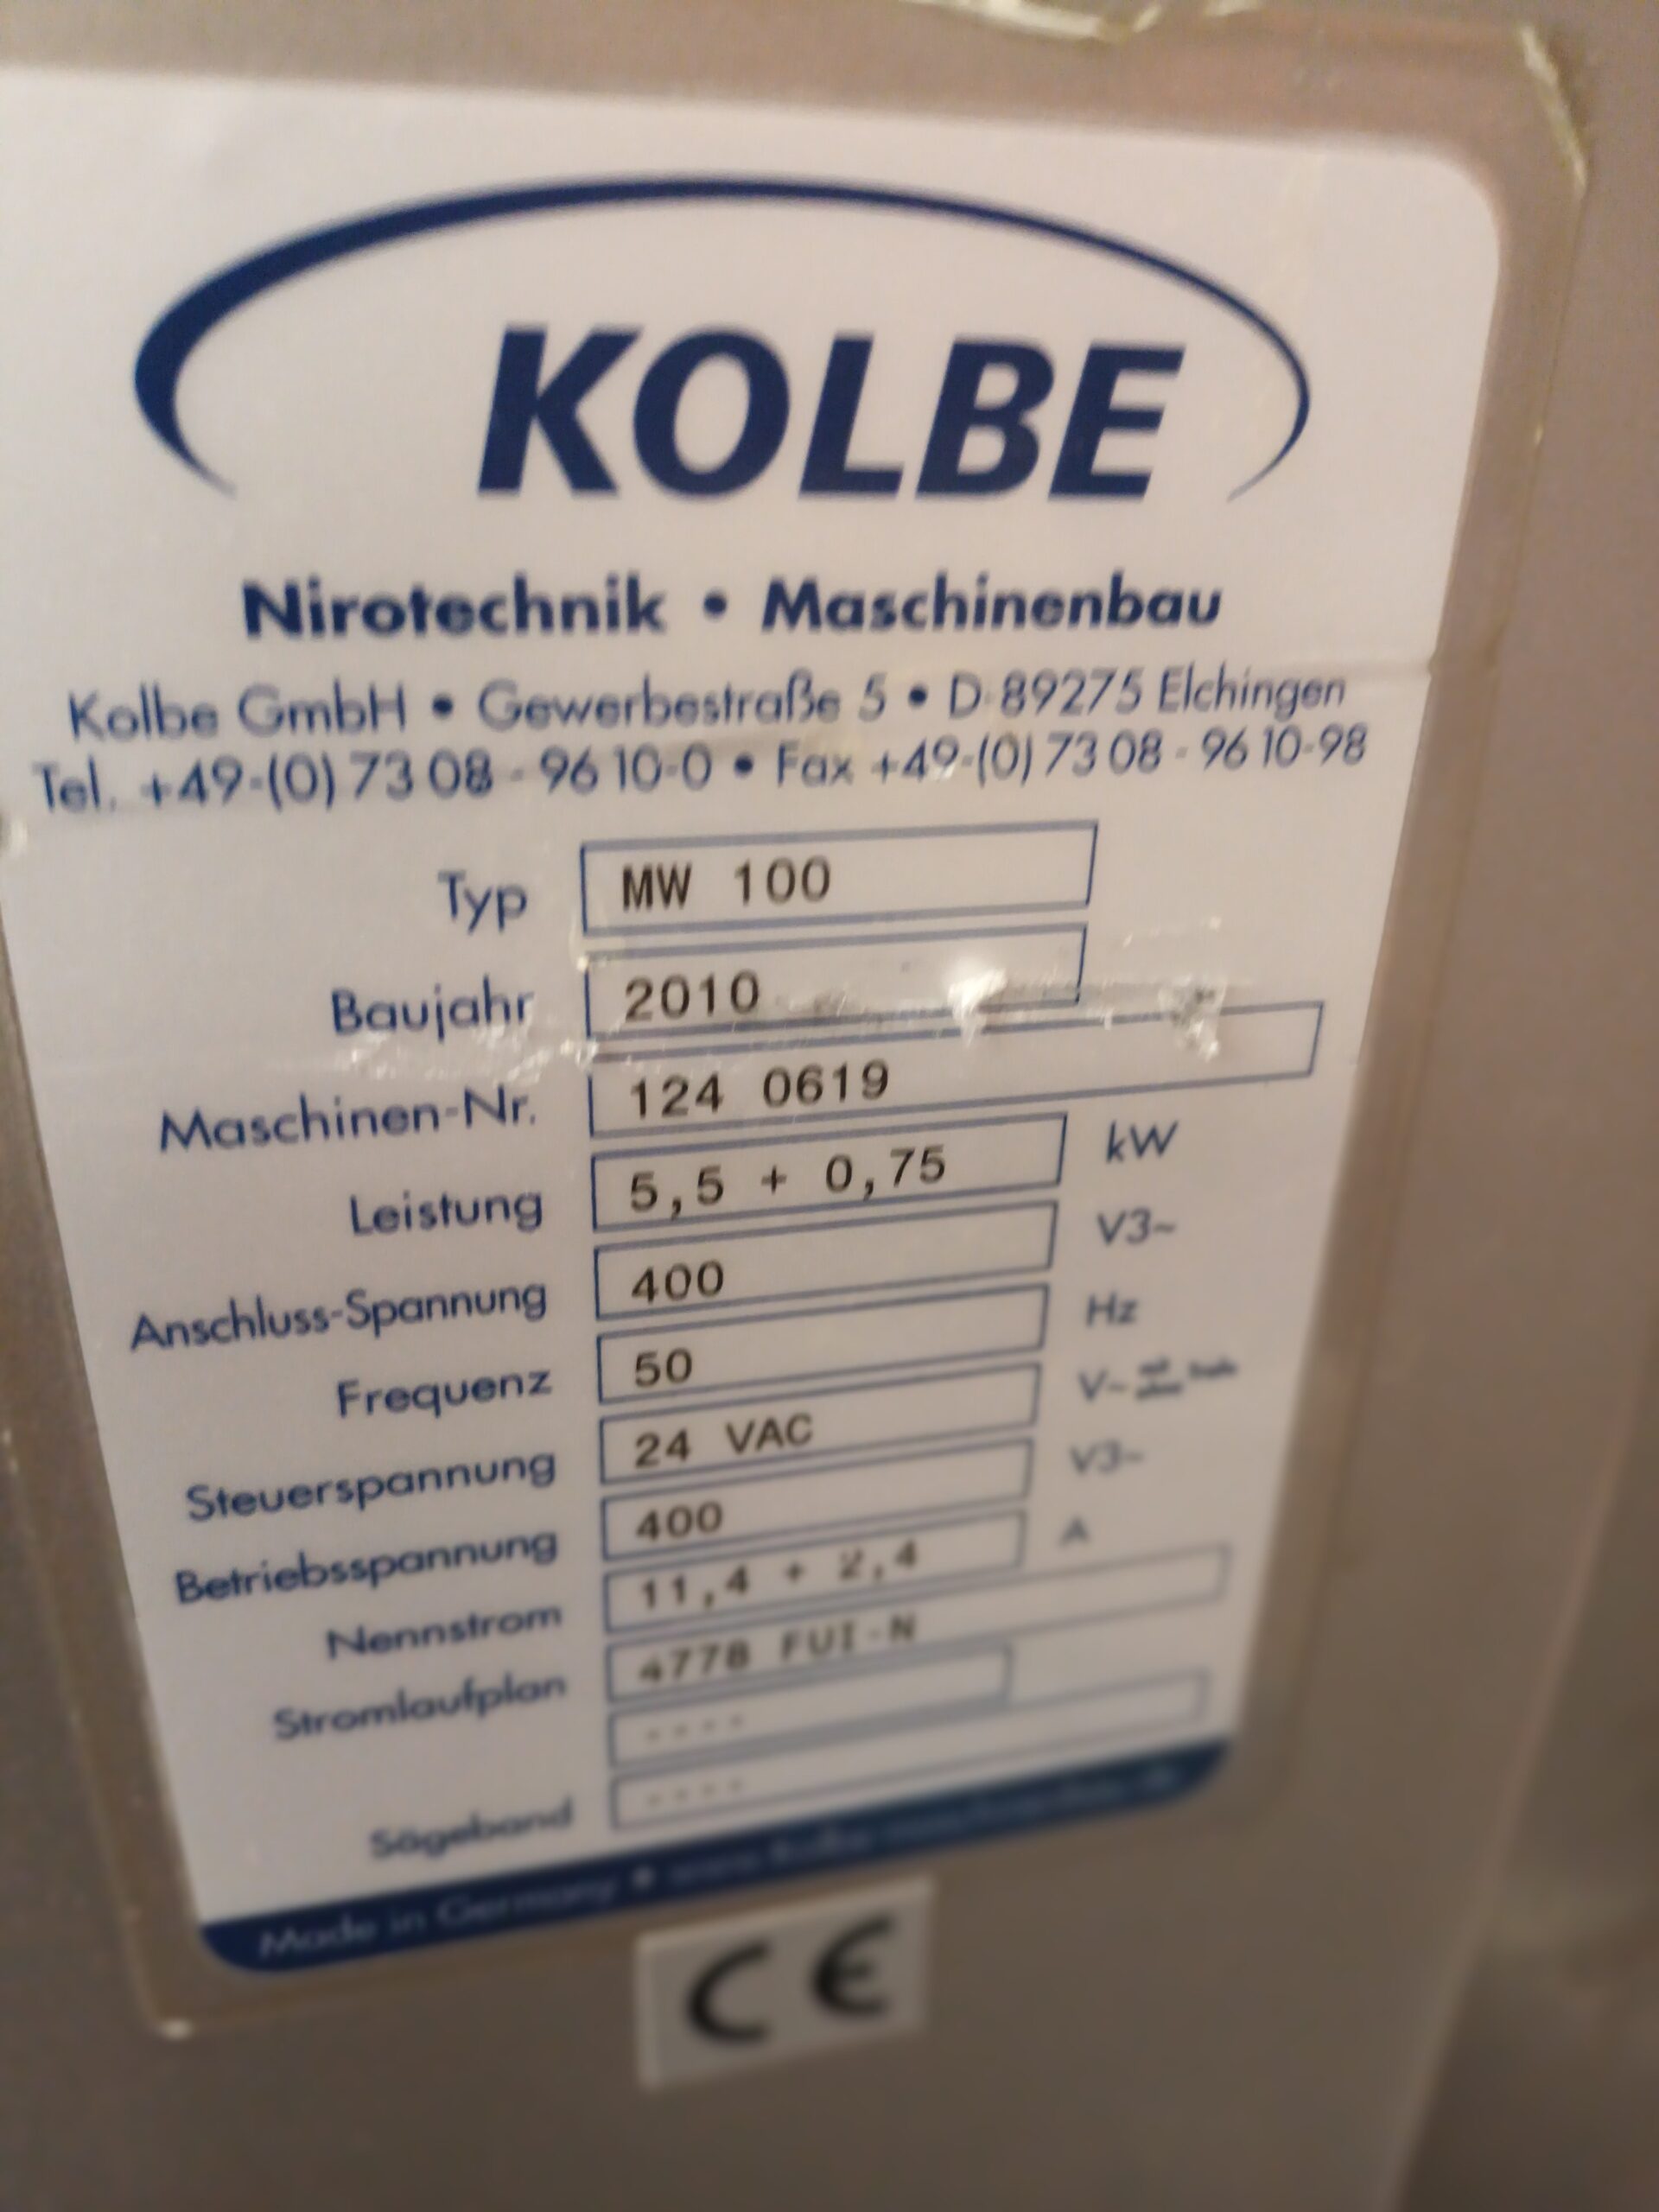 KOLBE
Nirotechnik • Maschinenbau
Kolbe GmbH • Gewerbestraße 5 • D-89275 Elchingen
Tel. +49-(0) 73 08 - 96 10-0 • Fax +49-(0) 73 08 - 96 10-98
Typ MW 100
Baujahr 2010
Maschinen-Nr. 124 0619
Leistung 5,5 + 0,75 kW
Anschluss-Spannung 400 V3~
Frequenz 50 Hz
Steuerspannung 24 VAC V~
Betriebsspannung 400 V3~
Nennstrom 11,4 + 2,4 A
Stromlaufplan 4778 FUI-N
----
Sägeband ----
Made in Germany •
CE